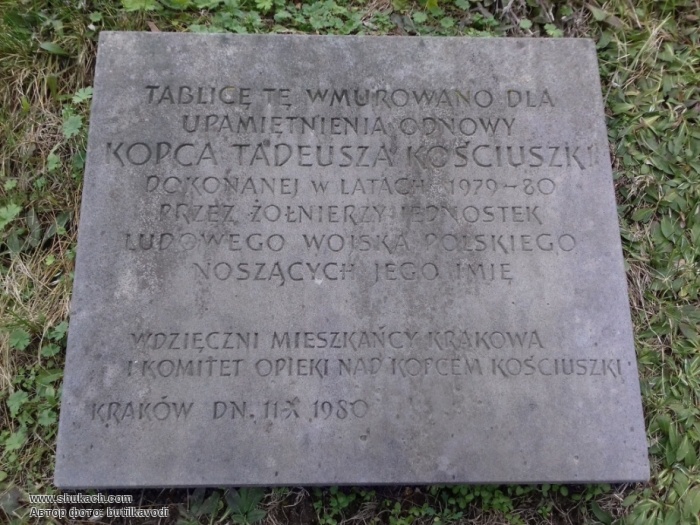 TABLICĘ TĘ WMUROWANO DLA
UPAMIĘTNIENIA ODNOWY
KOPCA TADEUSZA KOŚCIUSZKI
DOKONANEJ W LATACH 1979-80
PRZEZ ŻOŁNIERZY JEDNOSTEK
LUDOWEGO WOJSKA POLSKIEGO
NOSZĄCYCH JEGO IMIĘ
WDZIĘCZNI MIESZKAŃCY KRAKOWA
I KOMITET OPIEKI NAD KOPCEM KOŚCIUSZKI
KRAKÓW DN. 11-X 1980
www.shukach.com
Автор фото: butlikavodi